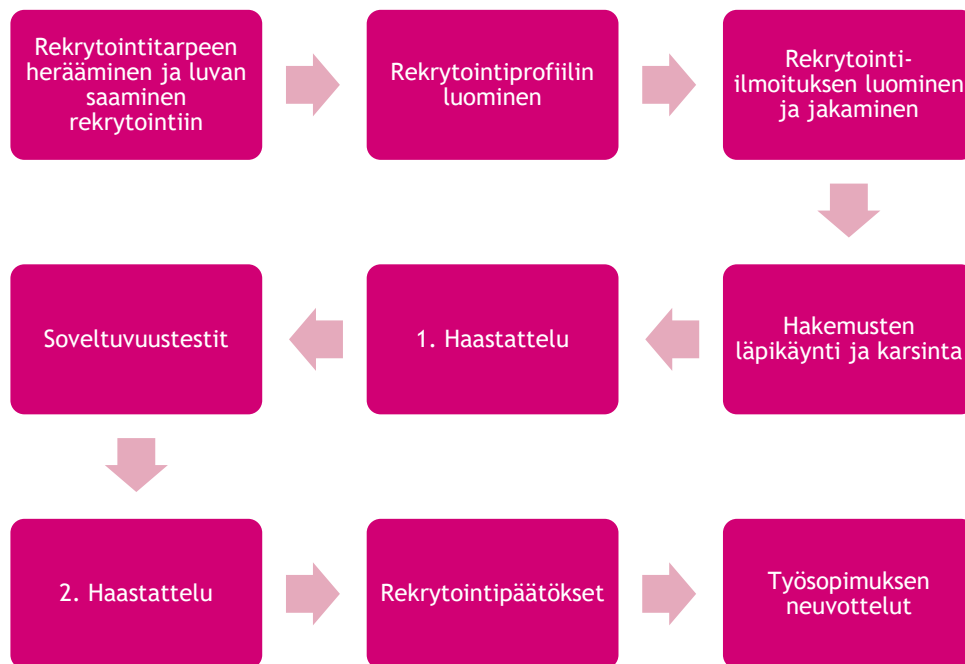 Rekrytointitarpeen
herääminen ja luvan
saaminen
rekrytointiin
Rekrytointiprofiilin
luominen
Rekrytointi-
ilmoituksen luominen
ja jakaminen
Hakemusten
läpikäynti ja karsinta
1. Haastattelu
Soveltuvuustestit
2. Haastattelu
Rekrytointipäätökset
Työsopimuksen
neuvottelut